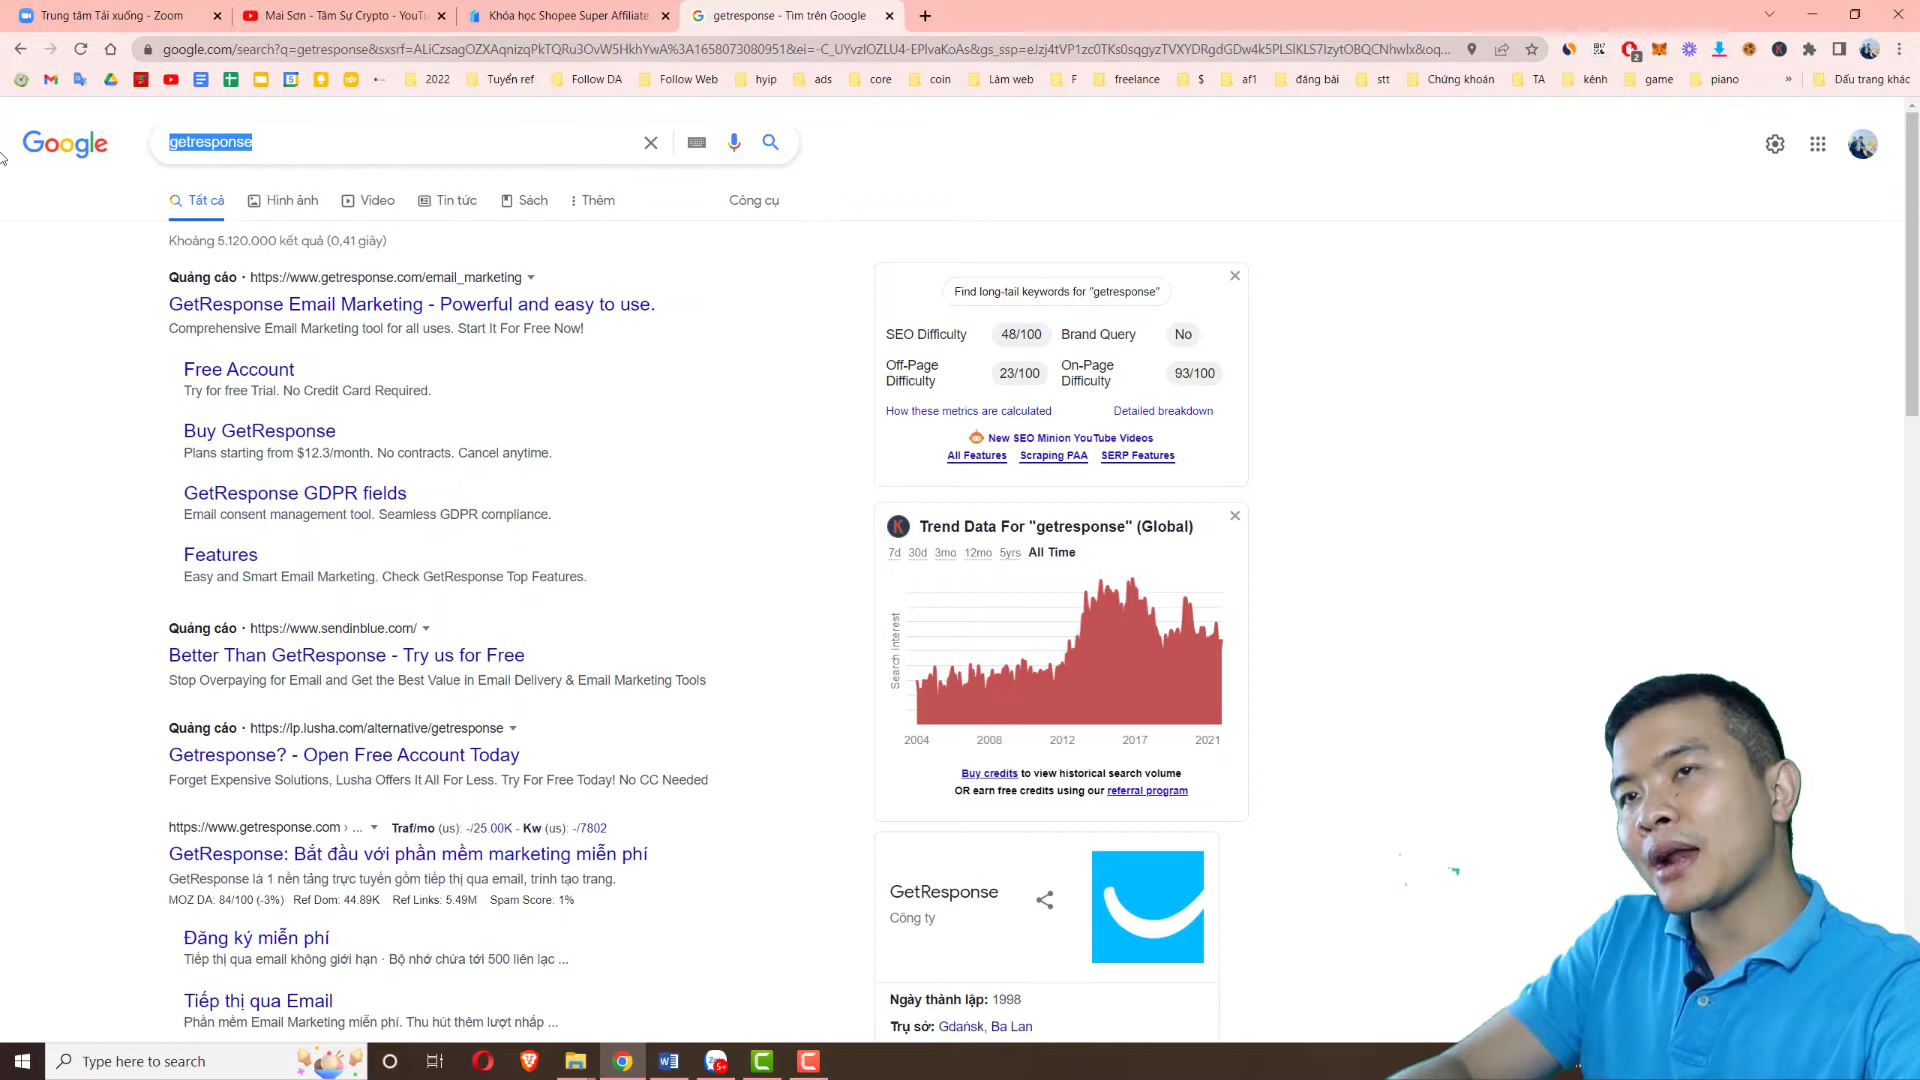 Trung tâm Tải xuống - Zoom
Mai Sơn - Tâm Sự Crypto - YouTu
Khóa học Shopee Super Affiliate
getresponse - Tìm trên Google
google.com/search?q=getresponse&sxsrf=ALiCzsagOZXAqnizqPkTQRu3OvW5HkhYwA%3A1658073080951&ei=-C_UYvzlOZLU4-EPlvaKoAs&gs_ssp=eJzj4tVP1zc0TKs0sqgyzTVXYDRgdGDw4k5PLSlKLS7IzytOBQCNhwlx&oq...
2
2022
Tuyển ref
Follow DA
Follow Web
hyip
ads
core
coin
Làm web
F
freelance
$
af1
đăng bài
stt
Chứng khoán
TA
kênh
game
piano
»
Dấu trang khác
Google
getresponse
Tất cả
Hình ảnh
Video
Tin tức
Sách
Thêm
Công cụ
Khoảng 5.120.000 kết quả (0,41 giây)
Quảng cáo · https://www.getresponse.com/email_marketing
GetResponse Email Marketing - Powerful and easy to use.
Comprehensive Email Marketing tool for all uses. Start It For Free Now!
Free Account
Try for free Trial. No Credit Card Required.
Buy GetResponse
Plans starting from $12.3/month. No contracts. Cancel anytime.
GetResponse GDPR fields
Email consent management tool. Seamless GDPR compliance.
Features
Easy and Smart Email Marketing. Check GetResponse Top Features.
Quảng cáo · https://www.sendinblue.com/
Better Than GetResponse - Try us for Free
Stop Overpaying for Email and Get the Best Value in Email Delivery & Email Marketing Tools
Quảng cáo · https://lp.lusha.com/alternative/getresponse
Getresponse? - Open Free Account Today
Forget Expensive Solutions, Lusha Offers It All For Less. Try For Free Today! No CC Needed
https://www.getresponse.com › ... Traf/mo (us): -/25.00K - Kw (us): -/7802
GetResponse: Bắt đầu với phần mềm marketing miễn phí
GetResponse là 1 nền tảng trực tuyến gồm tiếp thị qua email, trình tạo trang.
MOZ DA: 84/100 (-3%) Ref Dom: 44.89K Ref Links: 5.49M Spam Score: 1%
Đăng ký miễn phí
Tiếp thị qua email không giới hạn · Bộ nhớ chứa tới 500 liên lạc ...
Tiếp thị qua Email
Phần mềm Email Marketing miễn phí. Thu hút thêm lượt nhấp ...
Find long-tail keywords for "getresponse"
SEO Difficulty 48/100 Brand Query No
Off-Page Difficulty 23/100 On-Page Difficulty 93/100
How these metrics are calculated Detailed breakdown
New SEO Minion YouTube Videos
All Features Scraping PAA SERP Features
K
Trend Data For "getresponse" (Global)
7d 30d 3mo 12mo 5yrs All Time
Search Interest
2004 2008 2012 2017 2021
Buy credits to view historical search volume
OR earn free credits using our referral program
GetResponse
Công ty
Ngày thành lập: 1998
Trụ sở: Gdańsk, Ba Lan
Type here to search
5+